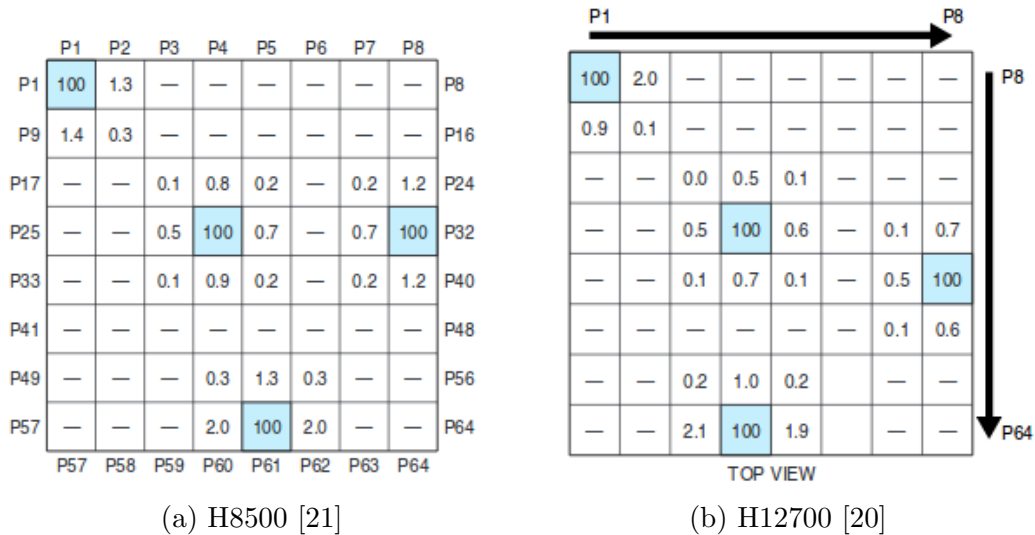 P1 P2 P3 P4 P5 P6 P7 P8
P1 100 1.3 — — — — — — P8
P9 1.4 0.3 — — — — — — P16
P17 — — 0.1 0.8 0.2 — 0.2 1.2 P24
P25 — — 0.5 100 0.7 — 0.7 100 P32
P33 — — 0.1 0.9 0.2 — 0.2 1.2 P40
P41 — — — — — — — — P48
P49 — — — 0.3 1.3 0.3 — — P56
P57 — — — 2.0 100 2.0 — — P64
P57 P58 P59 P60 P61 P62 P63 P64
(a) H8500 [21]
P1 P8
100 2.0 — — — — — — P8
0.9 0.1 — — — — — —
— — 0.0 0.5 0.1 — — —
— — 0.5 100 0.6 — 0.1 0.7
— — 0.1 0.7 0.1 — 0.5 100
— — — — — — 0.1 0.6
— — 0.2 1.0 0.2 — —
— — 2.1 100 1.9 — — P64
TOP VIEW
(b) H12700 [20]